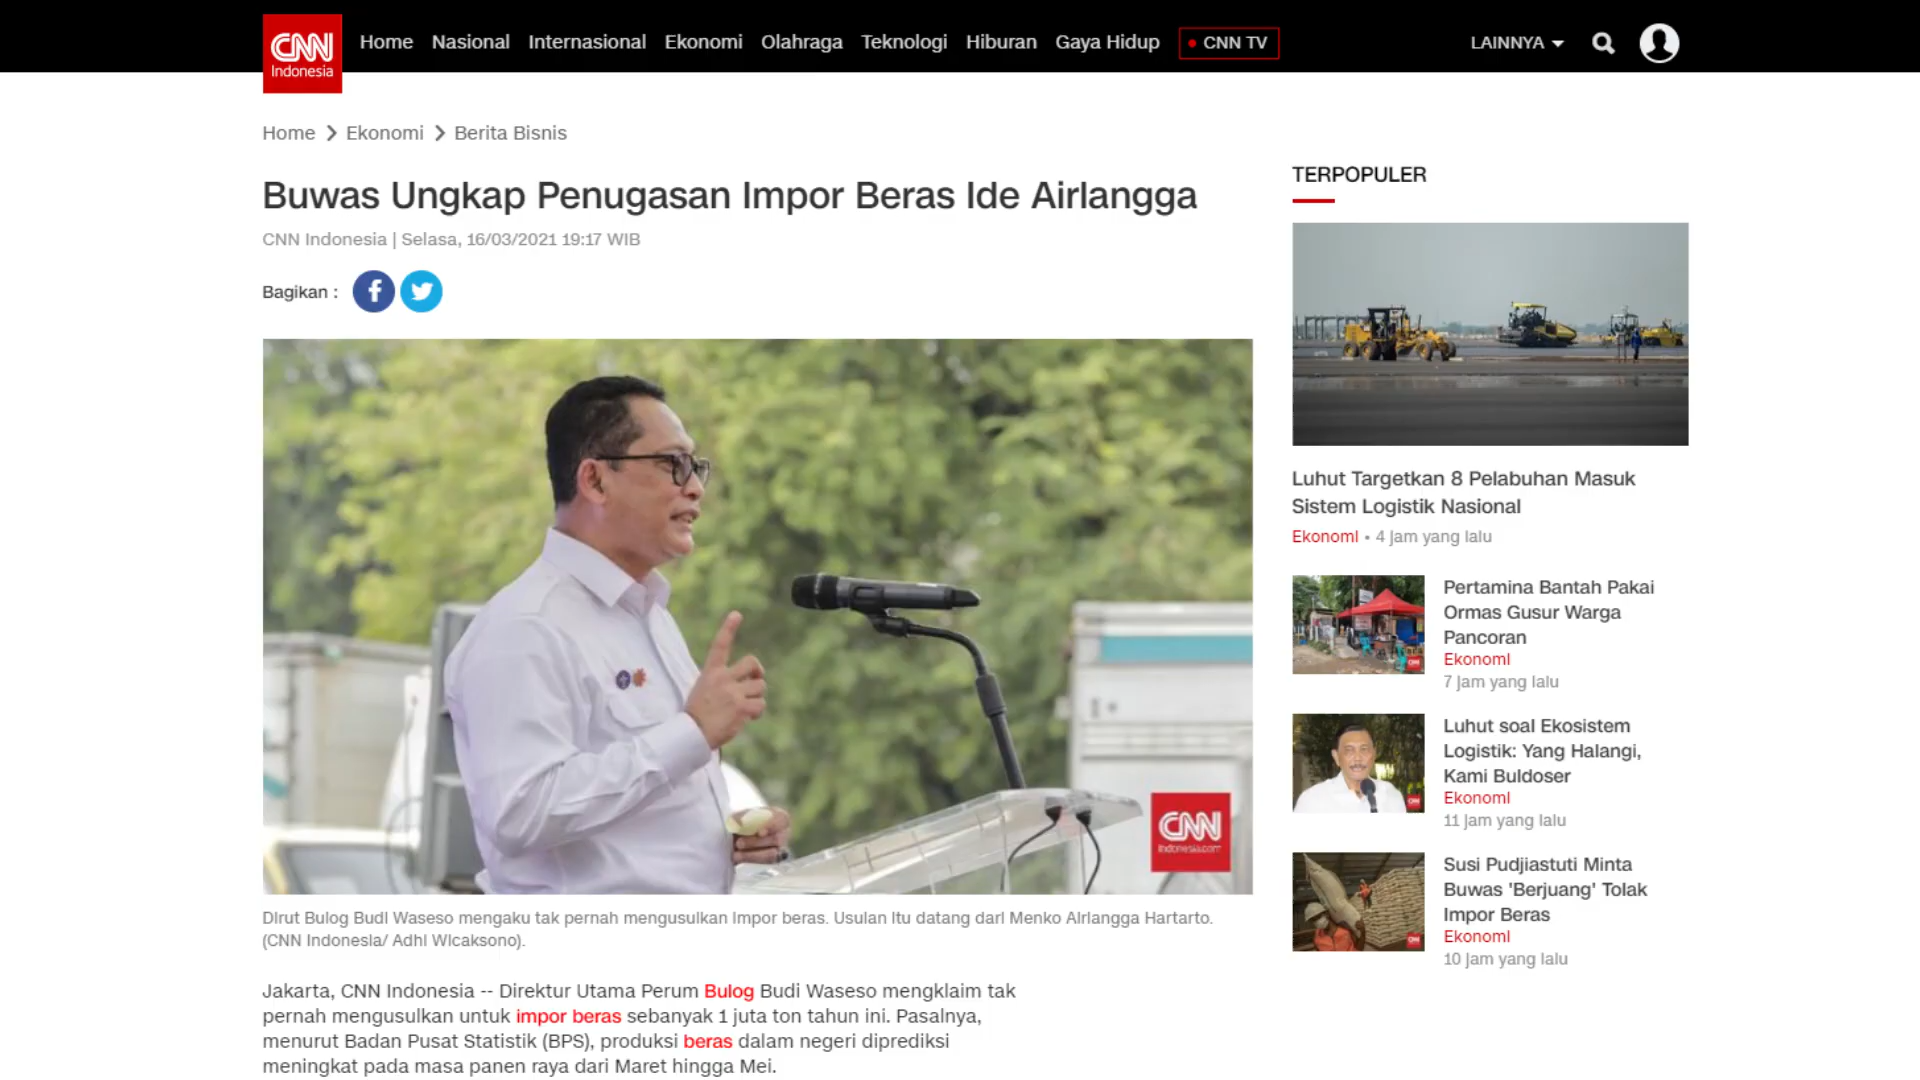 CNN
Indonesia
Home Nasional Internasional Ekonomi Olahraga Teknologi Hiburan Gaya Hidup CNN TV
LAINNYA
Home Ekonomi Berita Bisnis
Buwas Ungkap Penugasan Impor Beras Ide Airlangga
CNN Indonesia | Selasa, 16/03/2021 19:17 WIB
Bagikan :
CNN
Indonesia.com
Dirut Bulog Budi Waseso mengaku tak pernah mengusulkan impor beras. Usulan itu datang dari Menko Airlangga Hartarto.
(CNN Indonesia/ Adhi Wicaksono).
Jakarta, CNN Indonesia -- Direktur Utama Perum Bulog Budi Waseso mengklaim tak
pernah mengusulkan untuk impor beras sebanyak 1 juta ton tahun ini. Pasalnya,
menurut Badan Pusat Statistik (BPS), produksi beras dalam negeri diprediksi
meningkat pada masa panen raya dari Maret hingga Mei.
TERPOPULER
Luhut Targetkan 8 Pelabuhan Masuk
Sistem Logistik Nasional
Ekonomi • 4 jam yang lalu
Pertamina Bantah Pakai
Ormas Gusur Warga
Pancoran
Ekonomi
7 jam yang lalu
Luhut soal Ekosistem
Logistik: Yang Halangi,
Kami Buldoser
Ekonomi
11 jam yang lalu
Susi Pudjiastuti Minta
Buwas 'Berjuang' Tolak
Impor Beras
Ekonomi
10 jam yang lalu